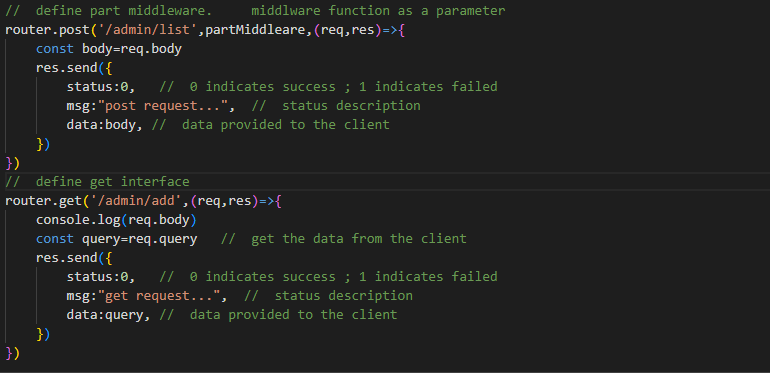 //  define part middleware.     middlware function as a parameter
router.post('/admin/list',partMiddleare,(req,res)=>{
    const body=req.body
    res.send({
        status:0,   //  0 indicates success ; 1 indicates failed
        msg:"post request...",  //  status description
        data:body, //  data provided to the client
    })
})
//  define get interface
router.get('/admin/add',(req,res)=>{
    console.log(req.body)
    const query=req.query   //  get the data from the client
    res.send({
        status:0,   //  0 indicates success ; 1 indicates failed
        msg:"get request...",  //  status description
        data:query, //  data provided to the client
    })
})